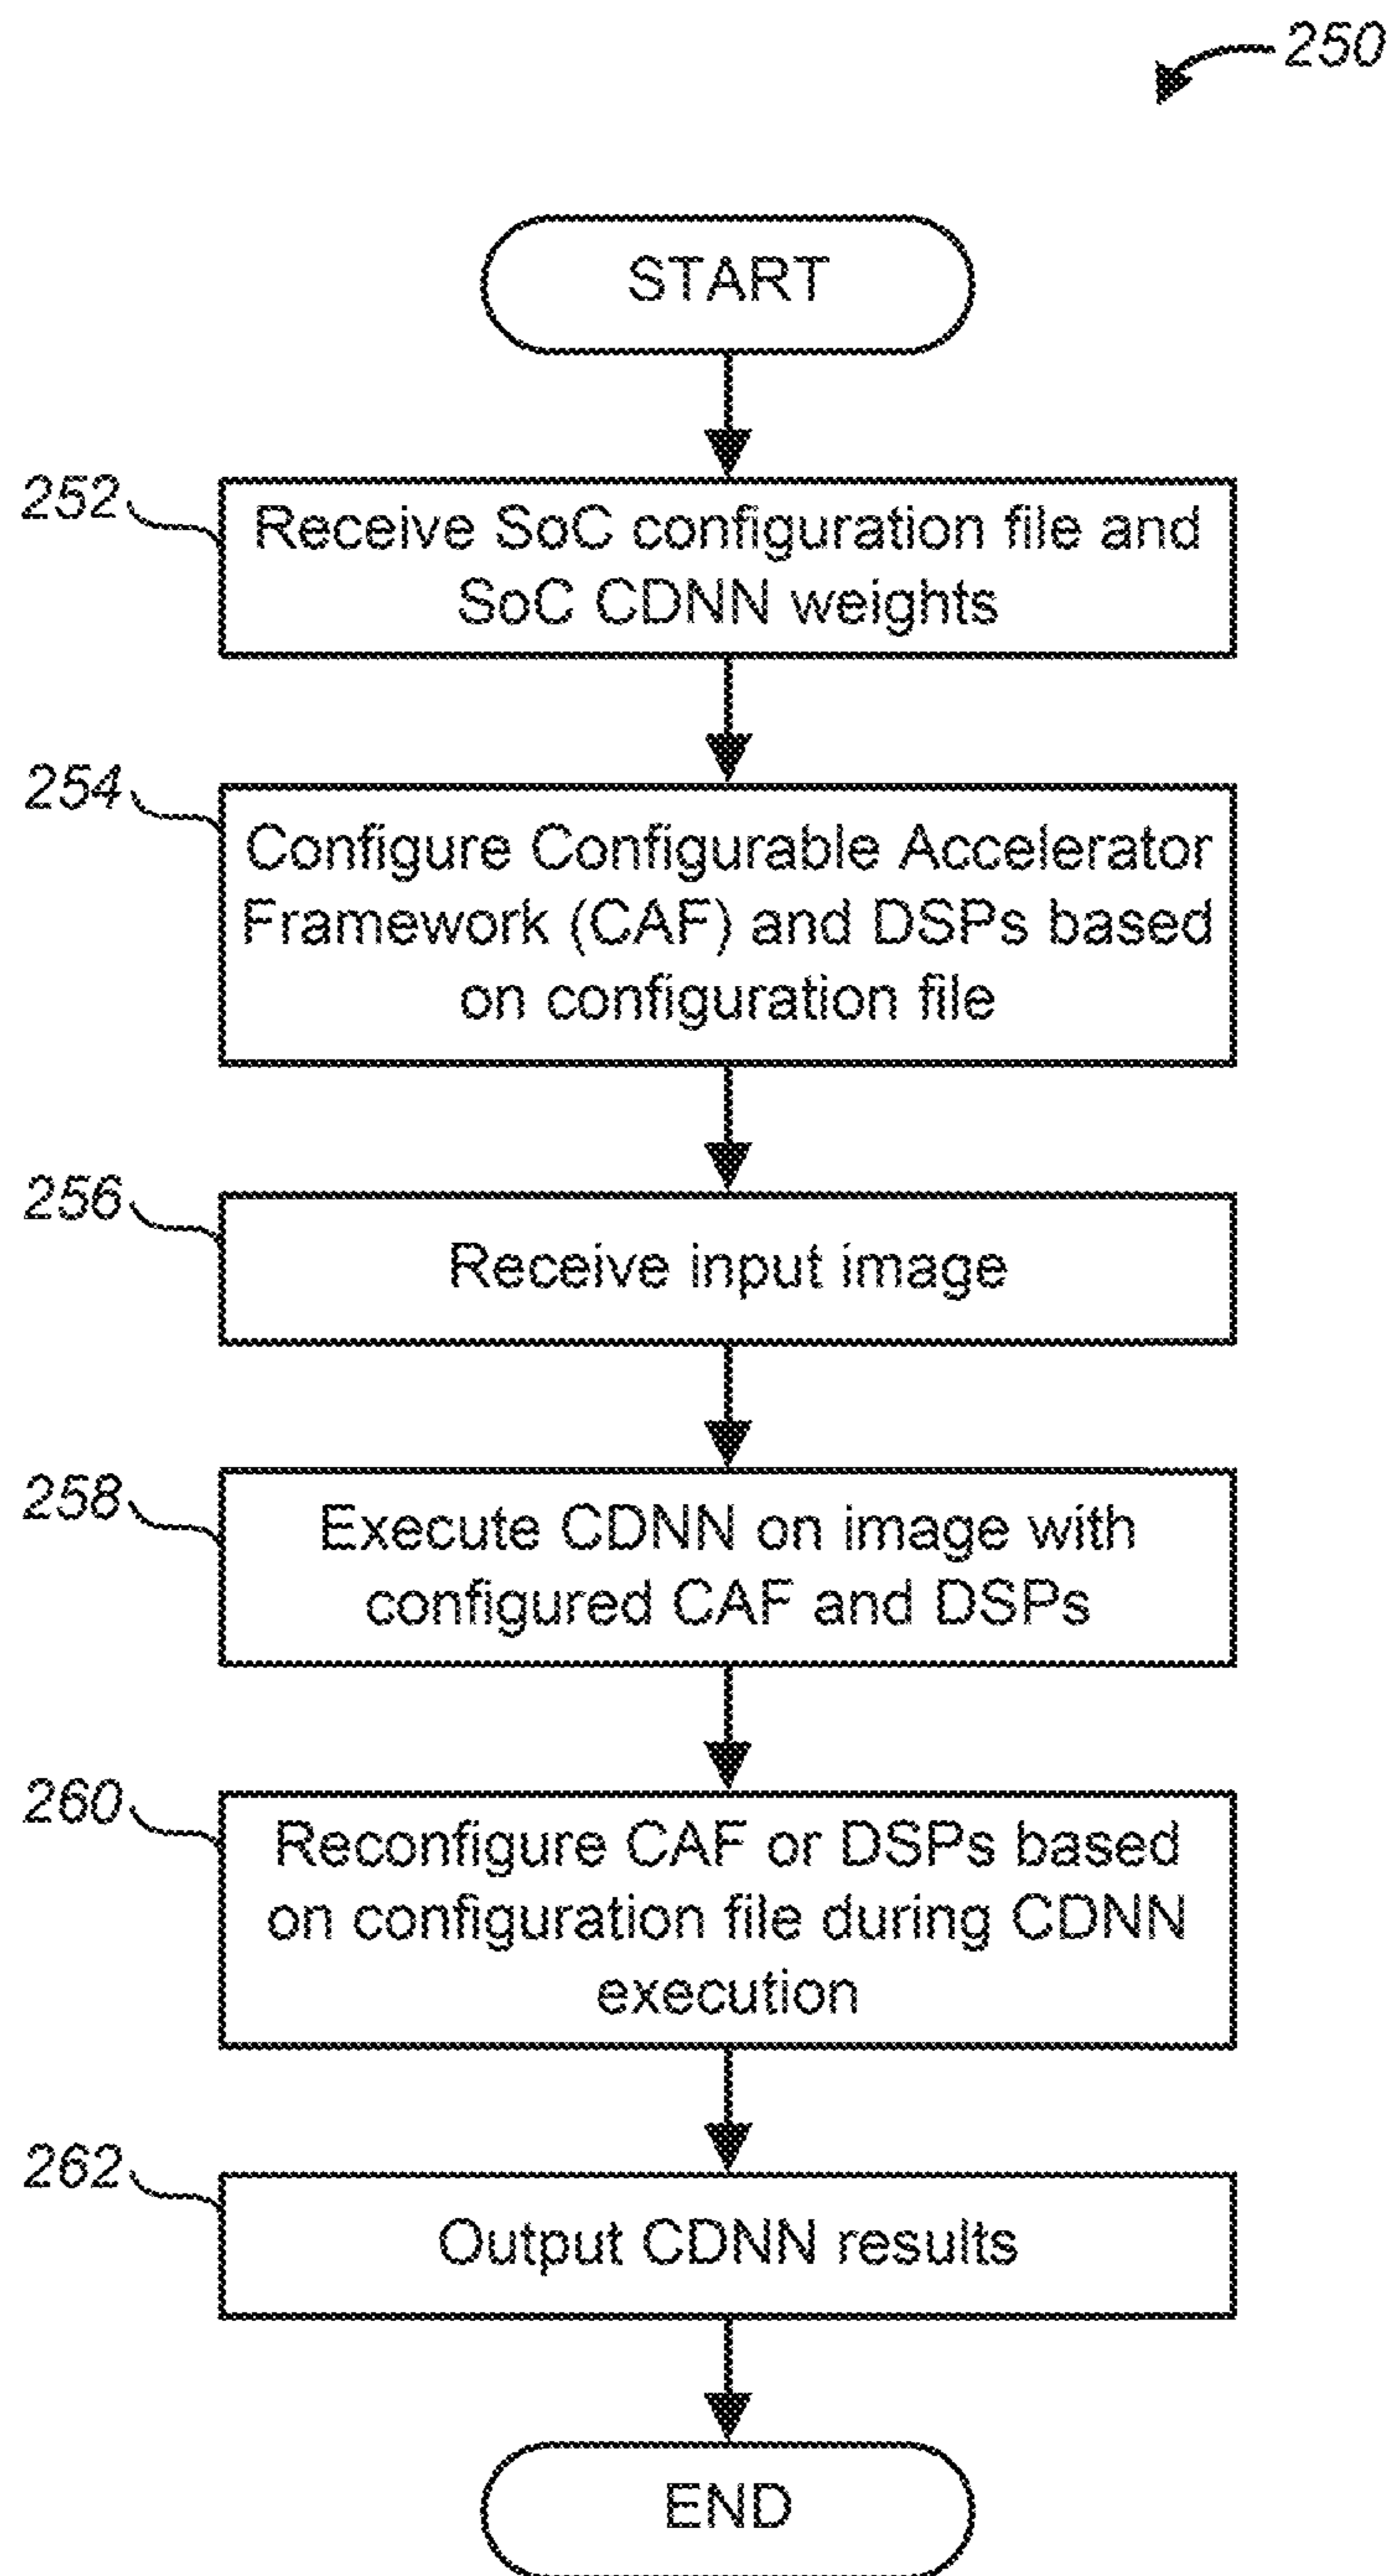 250
START
252
Receive SoC configuration file and
SoC CDNN weights
254
Configure Configurable Accelerator
Framework (CAF) and DSPs based
on configuration file
256
Receive input image
258
Execute CDNN on image with
configured CAF and DSPs
260
Reconfigure CAF or DSPs based
on configuration file during CDNN
execution
262
Output CDNN results
END